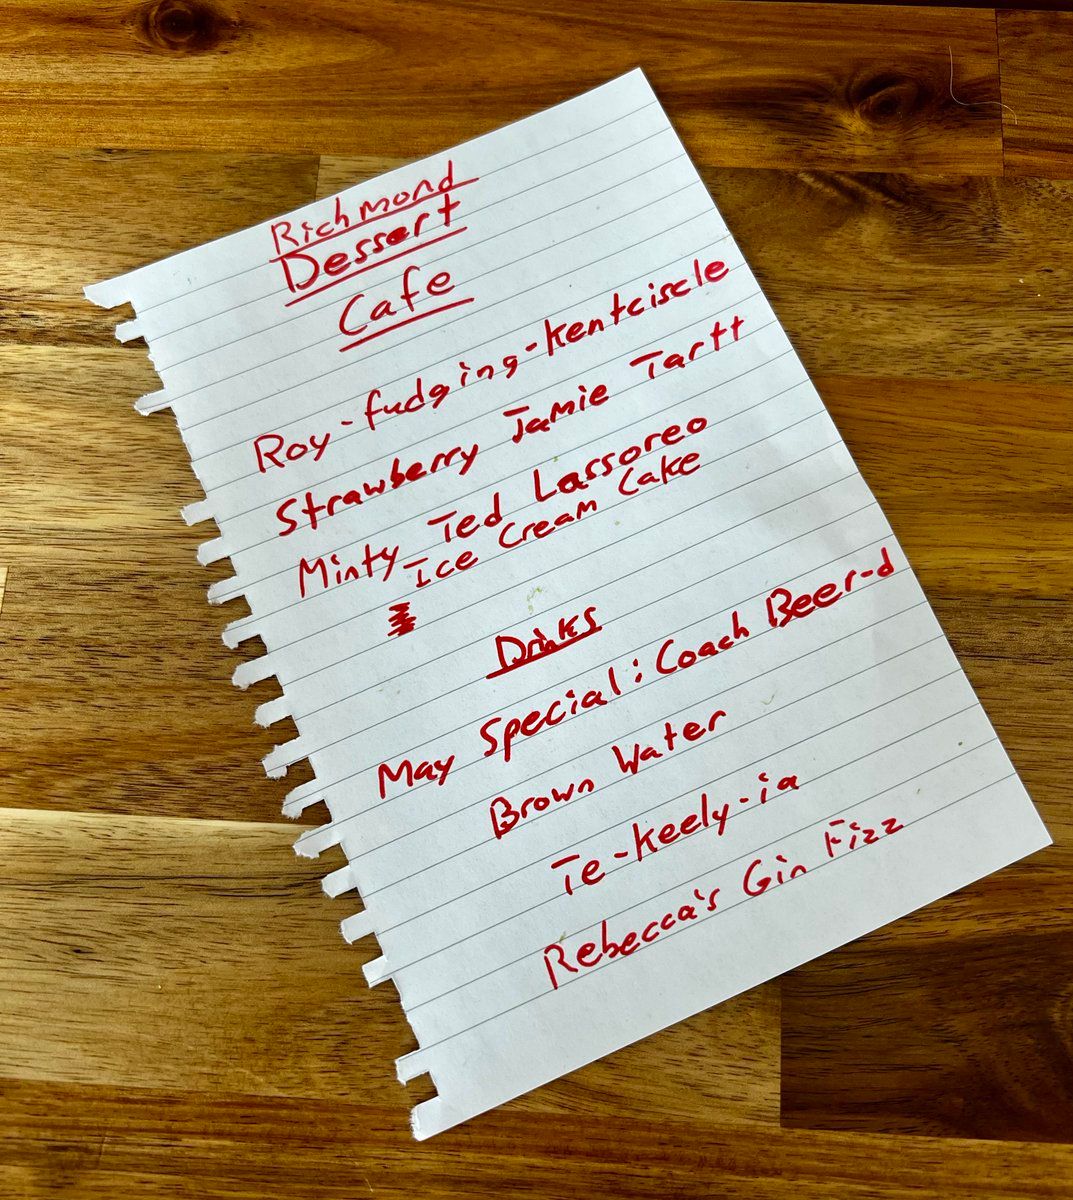 Richmond
Dessert
Cafe
Roy-fudging-Kentciscle
Strawberry Jamie Tartt
Minty Ted Lassoreo
Ice Cream Cake
Drinks
May Special: Coach Beer-d
Brown Water
Te-Keely-ia
Rebecca's Gin Fizz